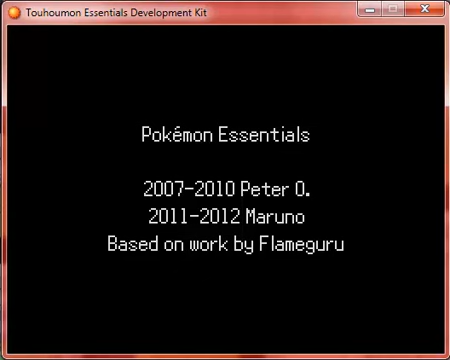 Touhoumon Essentials Development Kit
Pokémon Essentials
2007-2010 Peter O.
2011-2012 Maruno
Based on work by Flameguru